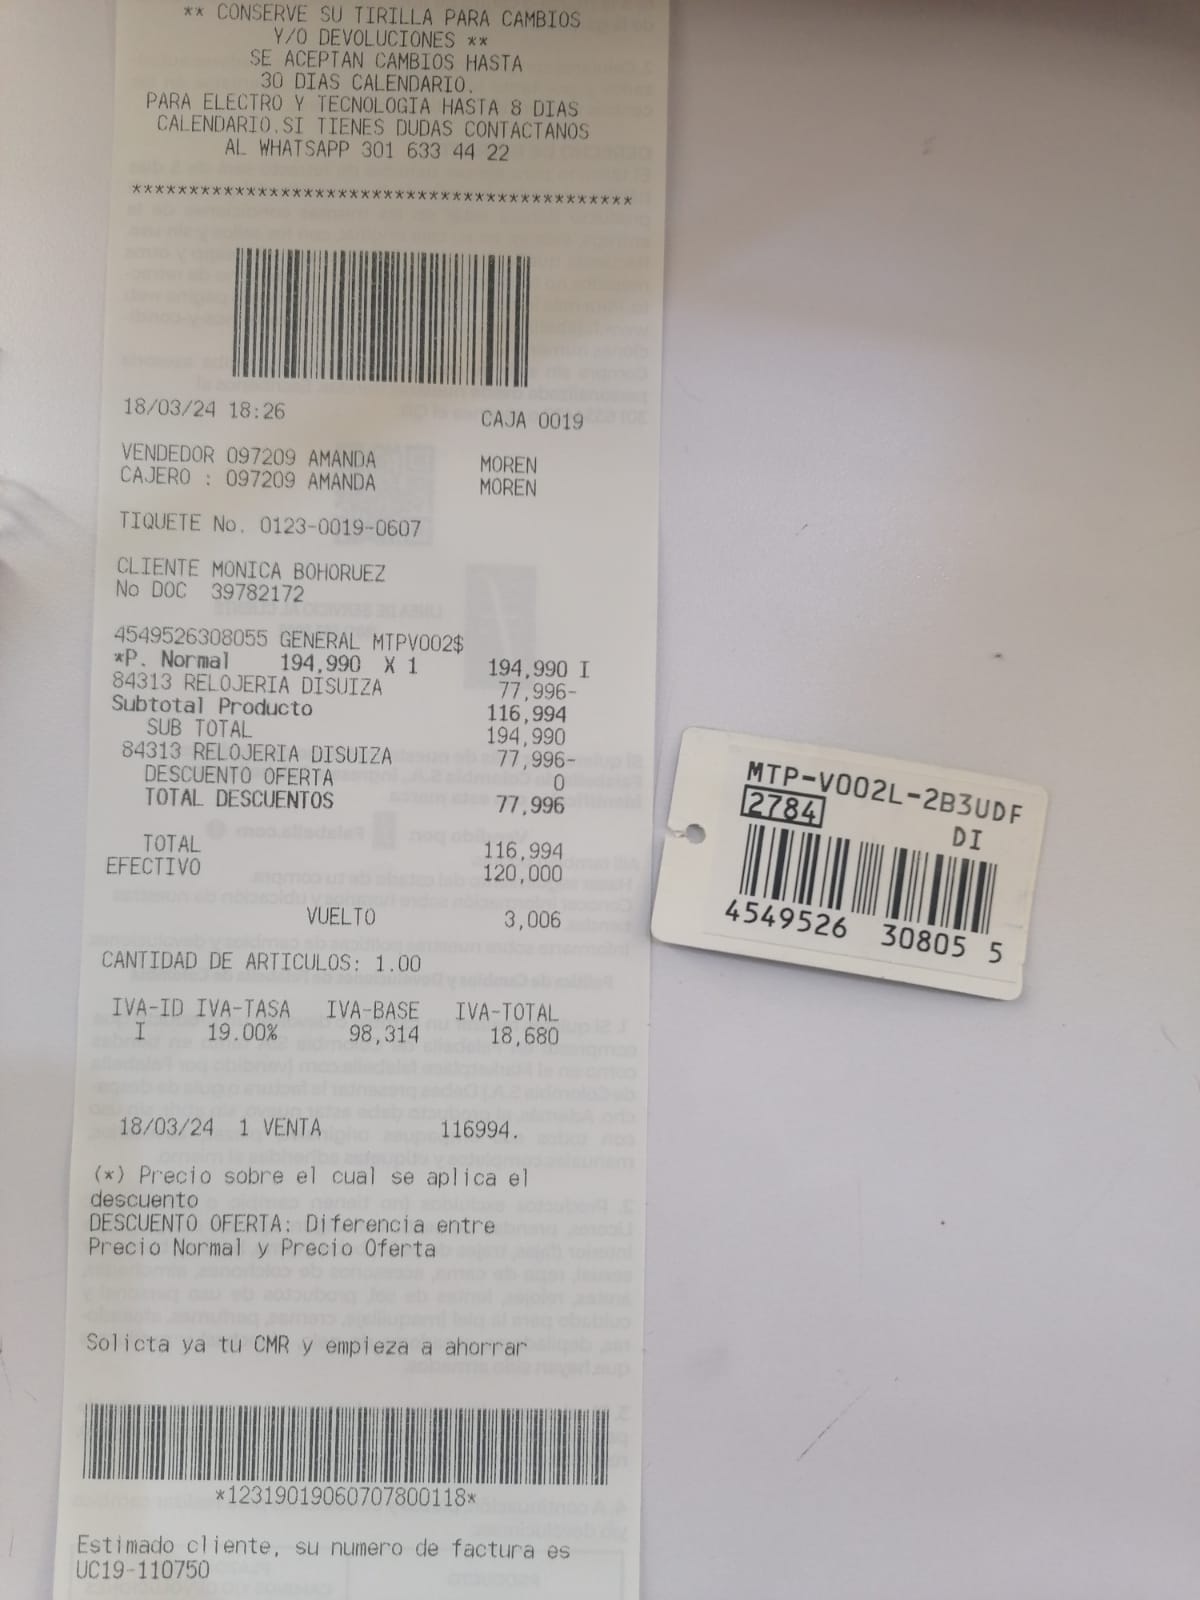 ** CONSERVE SU TIRILLA PARA CAMBIOS
Y/O DEVOLUCIONES **
SE ACEPTAN CAMBIOS HASTA
30 DIAS CALENDARIO.
PARA ELECTRO Y TECNOLOGIA HASTA 8 DIAS
CALENDARIO.SI TIENES DUDAS CONTACTANOS
AL WHATSAPP 301 633 44 22
********************************************
18/03/24 18:26 CAJA 0019
VENDEDOR 097209 AMANDA MOREN
CAJERO : 097209 AMANDA MOREN
TIQUETE No. 0123-0019-0607
CLIENTE MONICA BOHORUEZ
No DOC 39782172
4549526308055 GENERAL MTPV002$
*P. Normal 194,990 X 1 194,990 I
84313 RELOJERIA DISUIZA 77,996-
Subtotal Producto 116,994
SUB TOTAL 194,990
84313 RELOJERIA DISUIZA 77,996-
DESCUENTO OFERTA 0
TOTAL DESCUENTOS 77,996
TOTAL 116,994
EFECTIVO 120,000
VUELTO 3,006
CANTIDAD DE ARTICULOS: 1.00
IVA-ID IVA-TASA IVA-BASE IVA-TOTAL
I 19.00% 98,314 18,680
18/03/24 1 VENTA 116994.
(*) Precio sobre el cual se aplica el
descuento
DESCUENTO OFERTA: Diferencia entre
Precio Normal y Precio Oferta
Solicta ya tu CMR y empieza a ahorrar
*12319019060707800118*
Estimado cliente, su numero de factura es
UC19-110750
MTP-V002L-2B3UDF
2784 DI
4549526 30805 5